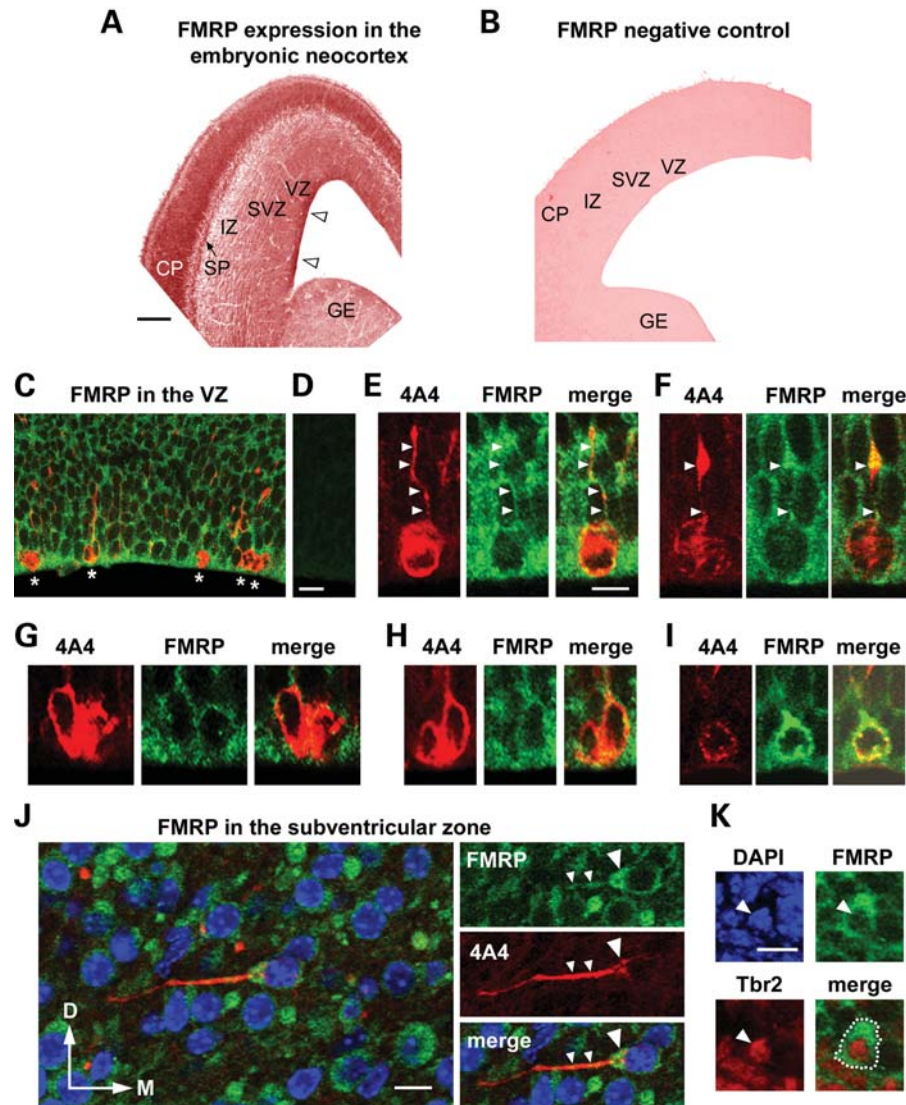 A
FMRP expression in the
embryonic neocortex
CP
SP
IZ
SVZ
VZ
GE
B
FMRP negative control
CP
IZ
SVZ
VZ
GE
C
FMRP in the VZ
* * * * *
D
E
4A4 FMRP merge
F
4A4 FMRP merge
G
4A4 FMRP merge
H
4A4 FMRP merge
I
4A4 FMRP merge
J
FMRP in the subventricular zone
D
M
FMRP
4A4
merge
K
DAPI FMRP
Tbr2 merge